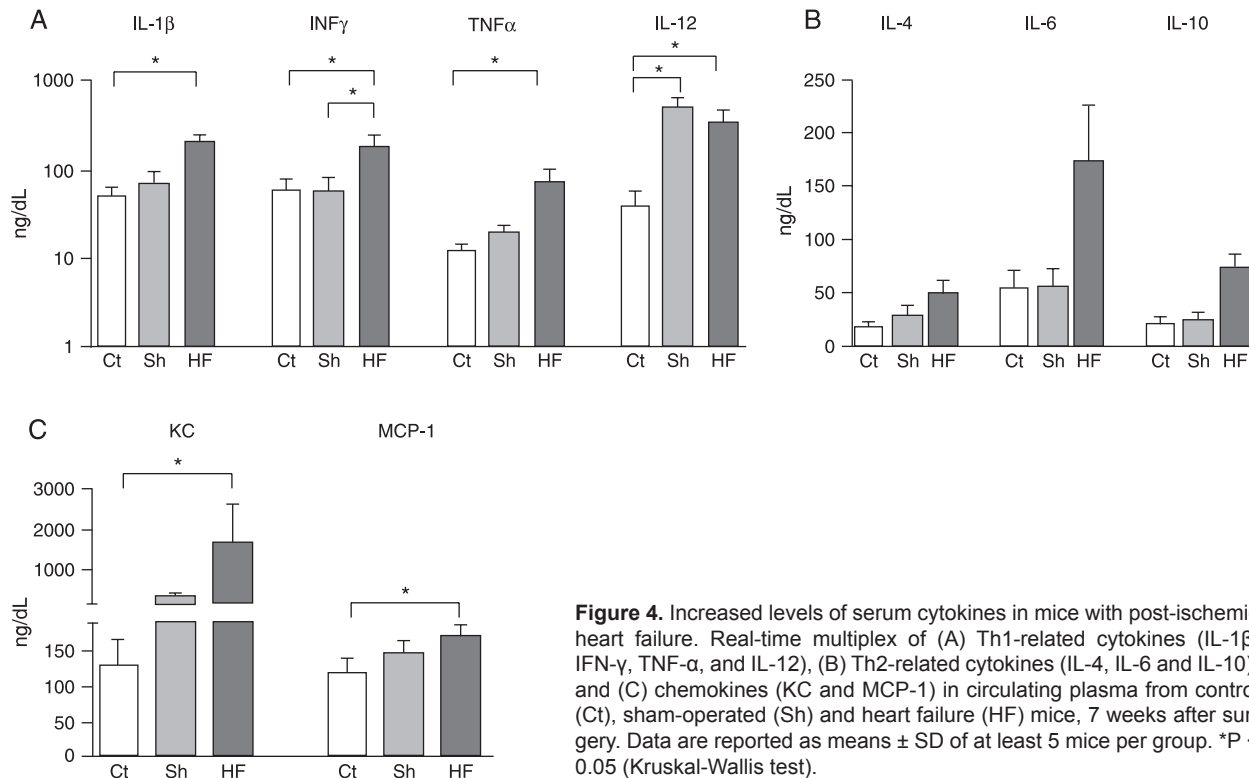 A
IL-1β INFγ TNFα IL-12
* * * * * *
1000
100
10
1
ng/dL
Ct Sh HF Ct Sh HF Ct Sh HF Ct Sh HF
B
IL-4 IL-6 IL-10
250
200
150
100
50
0
ng/dL
Ct Sh HF Ct Sh HF Ct Sh HF
C
KC MCP-1
* *
3000
2000
1000
150
100
50
0
ng/dL
Ct Sh HF Ct Sh HF
Figure 4. Increased levels of serum cytokines in mice with post-ischemi
heart failure. Real-time multiplex of (A) Th1-related cytokines (IL-1β
IFN-γ, TNF-α, and IL-12), (B) Th2-related cytokines (IL-4, IL-6 and IL-10)
and (C) chemokines (KC and MCP-1) in circulating plasma from contro
(Ct), sham-operated (Sh) and heart failure (HF) mice, 7 weeks after sur
gery. Data are reported as means ± SD of at least 5 mice per group. *P
0.05 (Kruskal-Wallis test).